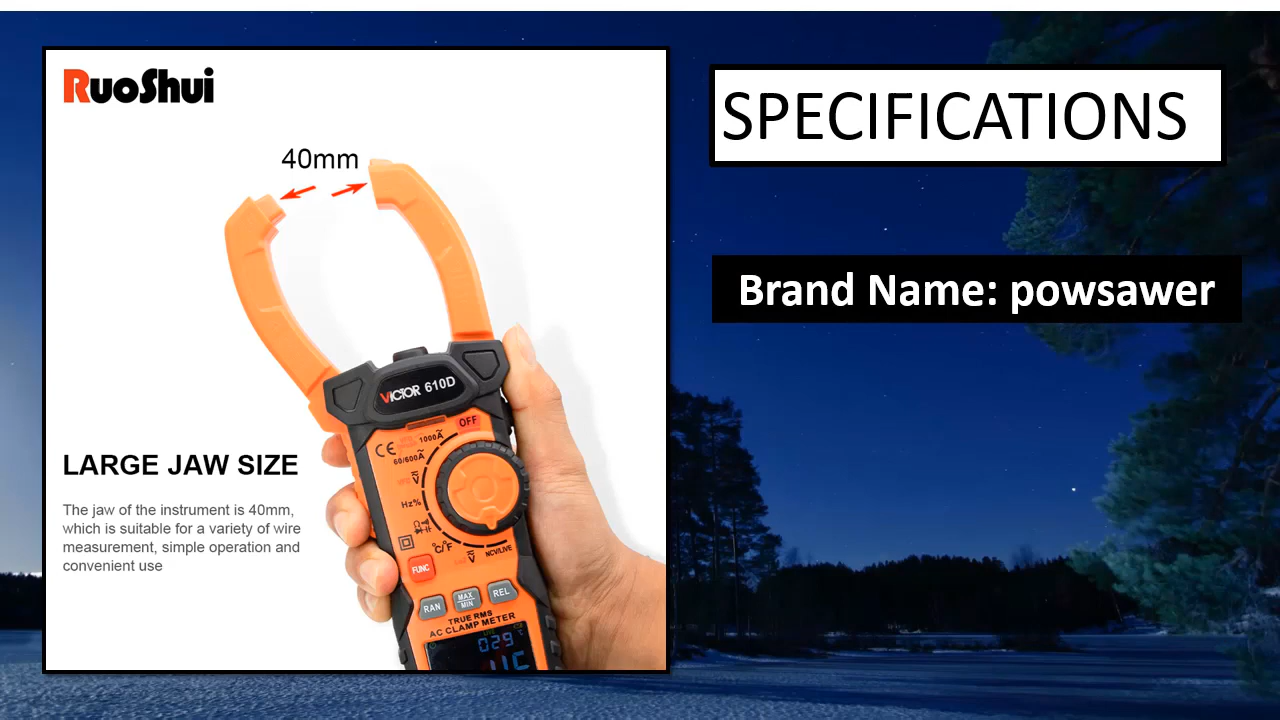 RuoShui
40mm
SPECIFICATIONS
Brand Name: powsawer
VICTOR 610D
OFF
CE
1000A
60/600A
V
Hz%
°C/°F
V
NCV/LIVE
FUNC
RAN
MAX
MIN
REL
TRUE RMS
AC CLAMP METER
029
LARGE JAW SIZE
The jaw of the instrument is 40mm,
which is suitable for a variety of wire
measurement, simple operation and
convenient use